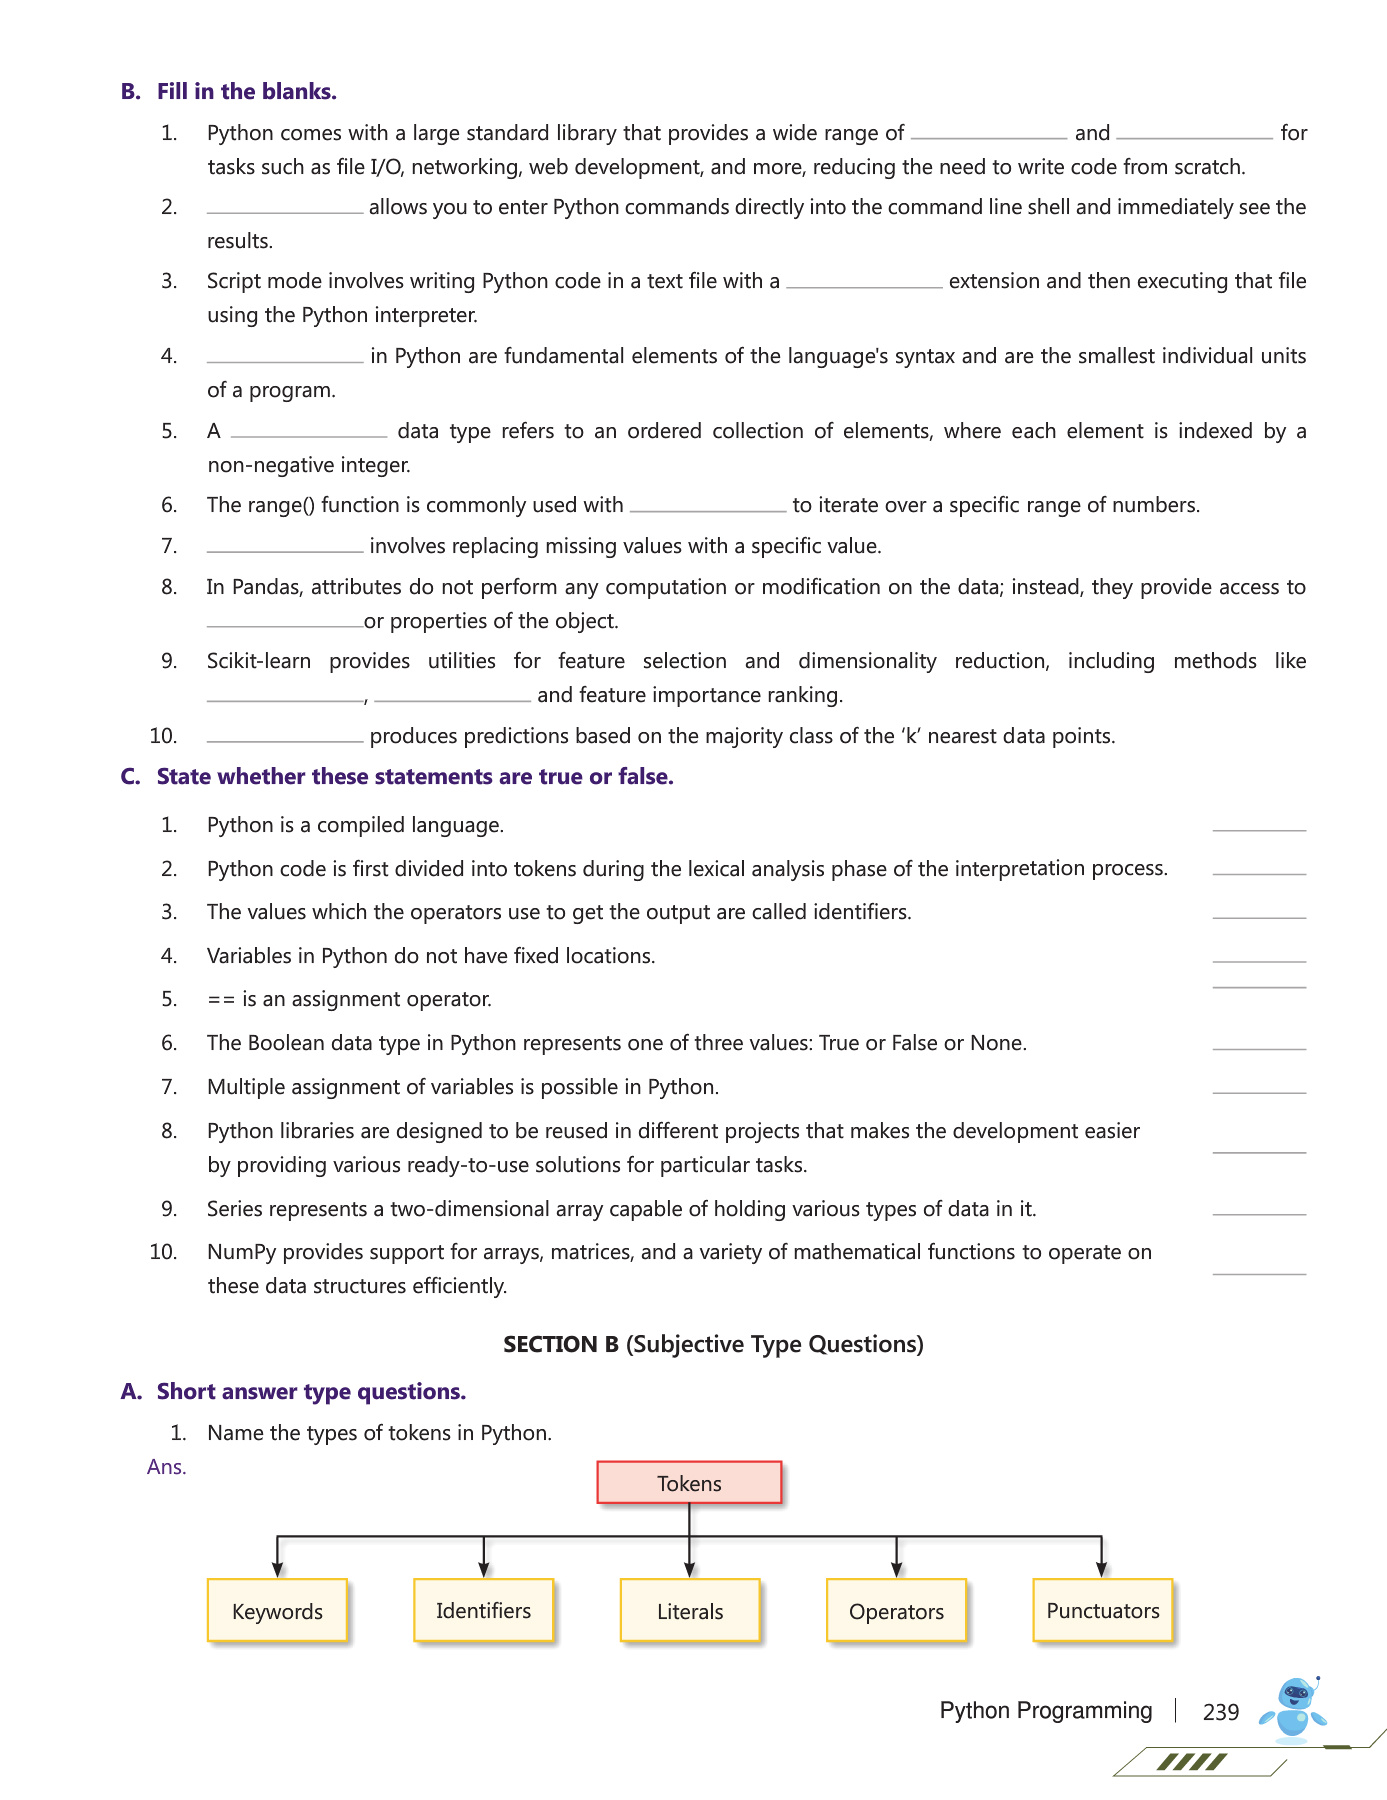 B. Fill in the blanks.
1. Python comes with a large standard library that provides a wide range of ______________ and ______________ for
tasks such as file I/O, networking, web development, and more, reducing the need to write code from scratch.
2. ______________ allows you to enter Python commands directly into the command line shell and immediately see the
results.
3. Script mode involves writing Python code in a text file with a ______________ extension and then executing that file
using the Python interpreter.
4. ______________ in Python are fundamental elements of the language's syntax and are the smallest individual units
of a program.
5. A ______________ data type refers to an ordered collection of elements, where each element is indexed by a
non-negative integer.
6. The range() function is commonly used with ______________ to iterate over a specific range of numbers.
7. ______________ involves replacing missing values with a specific value.
8. In Pandas, attributes do not perform any computation or modification on the data; instead, they provide access to
______________or properties of the object.
9. Scikit-learn provides utilities for feature selection and dimensionality reduction, including methods like
______________, ______________ and feature importance ranking.
10. ______________ produces predictions based on the majority class of the ‘k’ nearest data points.
C. State whether these statements are true or false.
1. Python is a compiled language. ________
2. Python code is first divided into tokens during the lexical analysis phase of the interpretation process. ________
3. The values which the operators use to get the output are called identifiers. ________
4. Variables in Python do not have fixed locations. ________
5. == is an assignment operator. ________
6. The Boolean data type in Python represents one of three values: True or False or None. ________
7. Multiple assignment of variables is possible in Python. ________
8. Python libraries are designed to be reused in different projects that makes the development easier
by providing various ready-to-use solutions for particular tasks. ________
9. Series represents a two-dimensional array capable of holding various types of data in it. ________
10. NumPy provides support for arrays, matrices, and a variety of mathematical functions to operate on
these data structures efficiently. ________
SECTION B (Subjective Type Questions)
A. Short answer type questions.
1. Name the types of tokens in Python.
Ans.
Tokens
Keywords Identifiers Literals Operators Punctuators
Python Programming 239